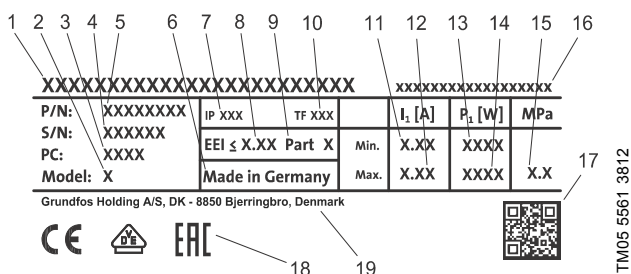 1 2 3 4 5 6 7 8 9 10 11 12 13 14 15 16
XXXXXXXXXXXXXXXXXXXXXXXX XXXXXXXXXXXXXXXXXX
P/N: XXXXXXXX IP XXX TF XXX I₁ [A] P₁ [W] MPa
S/N: XXXXXX EEI ≤ X.XX Part X Min. X.XX XXXX
PC: XXXX
Model: X Made in Germany Max. X.XX XXXX X.X
17
Grundfos Holding A/S, DK - 8850 Bjerringbro, Denmark
CE VDE EAC
18 19
TM05 5561 3812